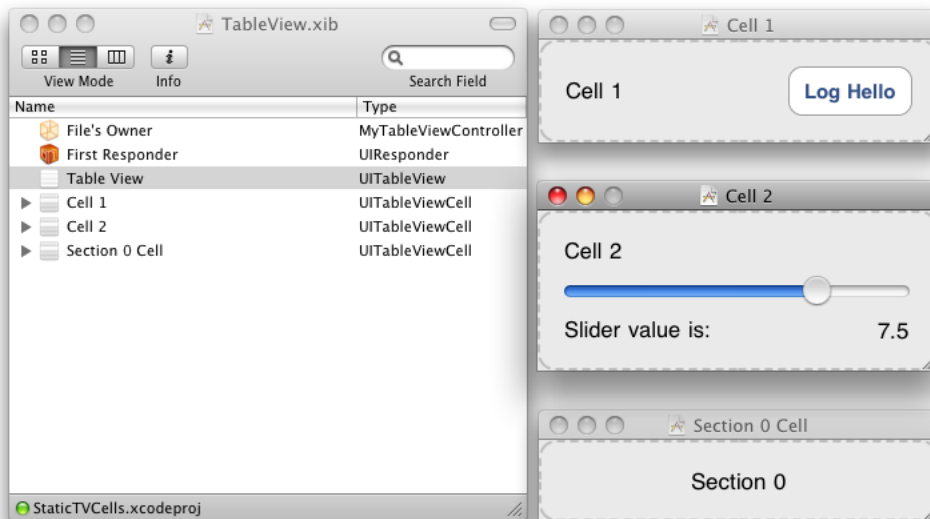 TableView.xib
View Mode
Info
Search Field
Name Type
File's Owner MyTableViewController
First Responder UIResponder
Table View UITableView
Cell 1 UITableViewCell
Cell 2 UITableViewCell
Section 0 Cell UITableViewCell
StaticTVCells.xcodeproj
Cell 1
Cell 1 Log Hello
Cell 2
Cell 2
Slider value is: 7.5
Section 0 Cell
Section 0